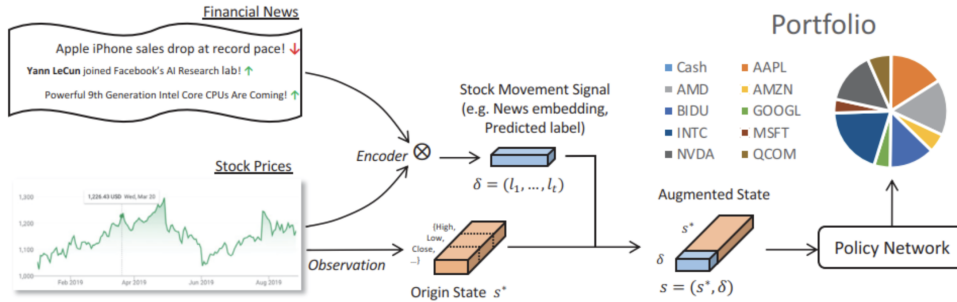 Financial News
Apple iPhone sales drop at record pace! ↓
Yann LeCun joined Facebook's AI Research lab! ↑
Powerful 9th Generation Intel Core CPUs Are Coming! ↑
Stock Prices
1,226.43 USD Wed, Mar 20
1,300
1,200
1,100
1,000
Feb 2019 Apr 2019 Jun 2019 Aug 2019
Encoder ⊗
Observation
Stock Movement Signal
(e.g. News embedding,
Predicted label)
δ = (l₁, ..., lₜ)
(High,
Low,
Close,
...)
Origin State s*
Augmented State
s*
δ
s = (s*, δ)
Policy Network
Portfolio
Cash AAPL
AMD AMZN
BIDU GOOGL
INTC MSFT
NVDA QCOM